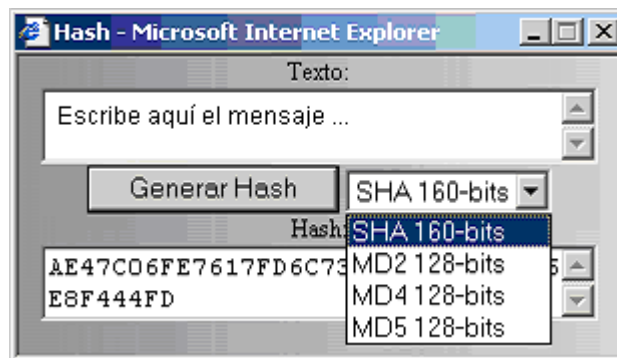 Hash - Microsoft Internet Explorer
Texto:
Escribe aquí el mensaje ...
Generar Hash
SHA 160-bits
Hash:
SHA 160-bits
MD2 128-bits
MD4 128-bits
MD5 128-bits
AE47C06FE7617FD6C73
E8F444FD